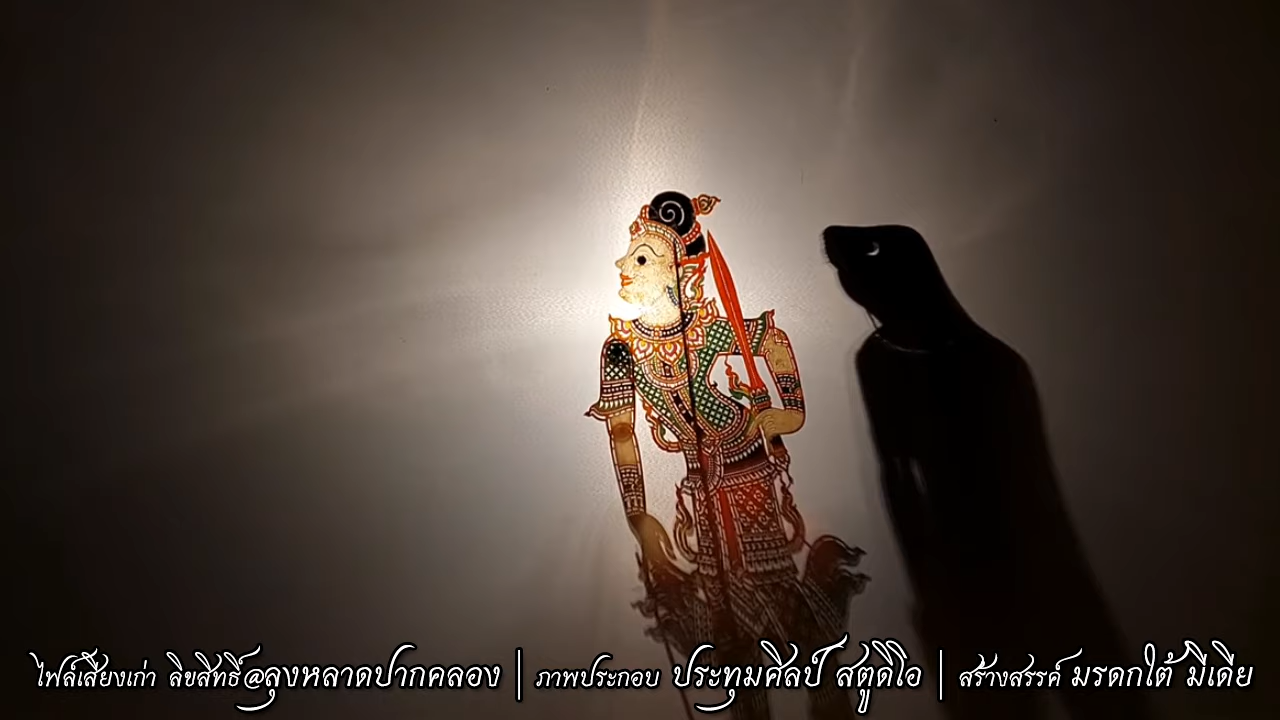 ไฟล์เสียงเก่า ลิขสิทธิ์@ลุงหลาดปากคลอง | ภาพประกอบ ประทุมศิลป์ สตูดิโอ | สร้างสรรค์ มรดกใต้ มีเดีย